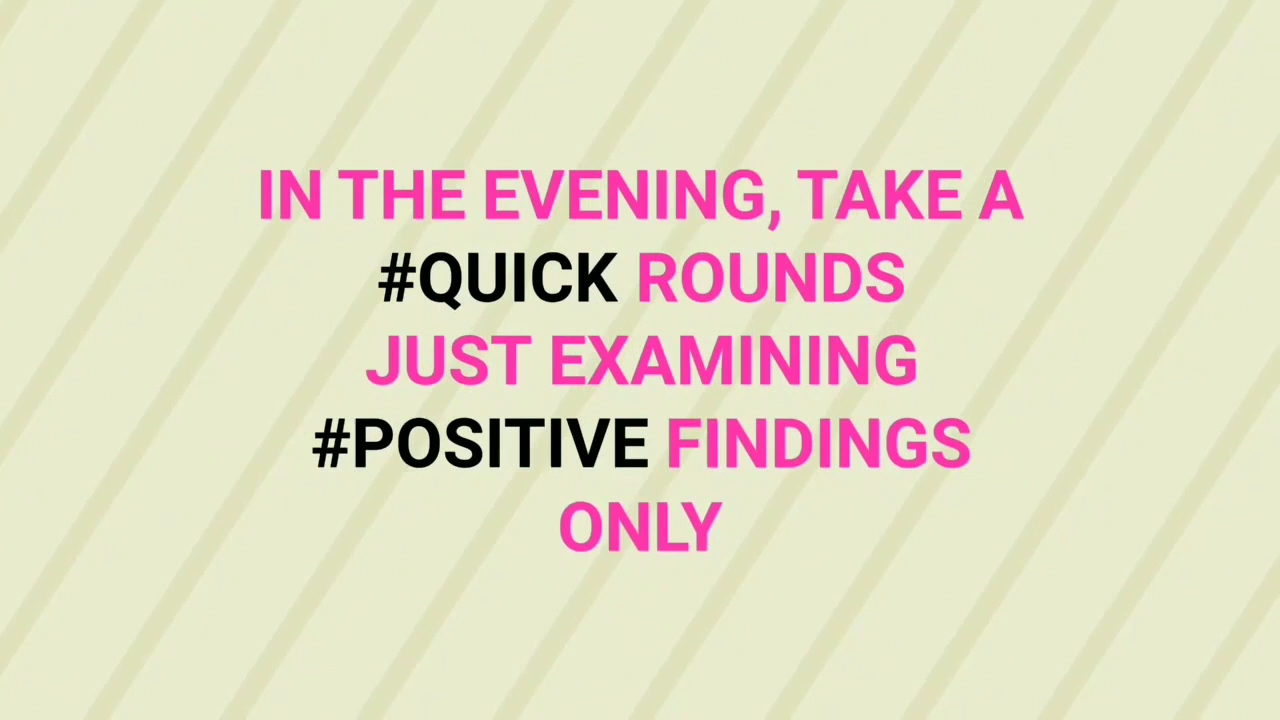 IN THE EVENING, TAKE A
#QUICK ROUNDS
JUST EXAMINING
#POSITIVE FINDINGS
ONLY